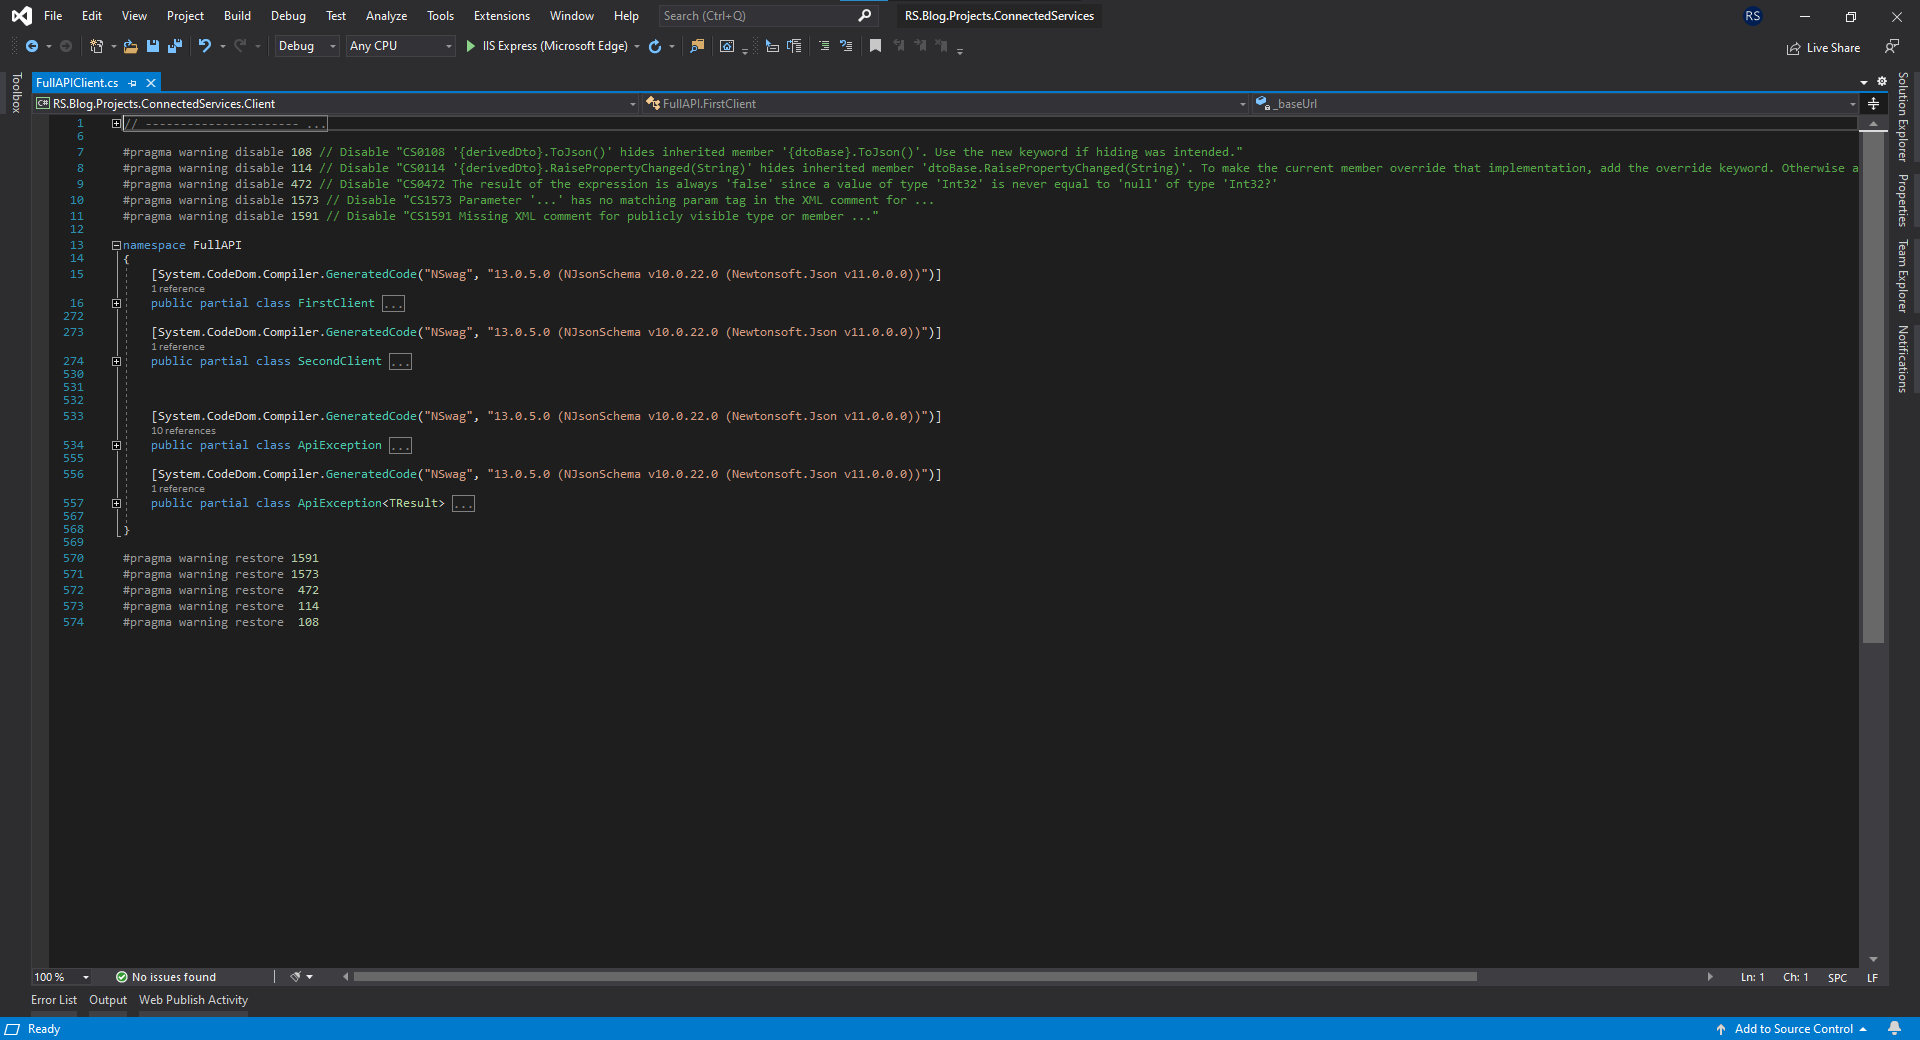 File Edit View Project Build Debug Test Analyze Tools Extensions Window Help Search (Ctrl+Q) RS.Blog.Projects.ConnectedServices RS
Debug Any CPU IIS Express (Microsoft Edge) Live Share
Toolbox
FullAPIClient.cs
C# RS.Blog.Projects.ConnectedServices.Client FullAPI.FirstClient _baseUrl
1 // ---------------------- ...
6
7 #pragma warning disable 108 // Disable "CS0108 '{derivedDto}.ToJson()' hides inherited member '{dtoBase}.ToJson()'. Use the new keyword if hiding was intended."
8 #pragma warning disable 114 // Disable "CS0114 '{derivedDto}.RaisePropertyChanged(String)' hides inherited member 'dtoBase.RaisePropertyChanged(String)'. To make the current member override that implementation, add the override keyword. Otherwise a
9 #pragma warning disable 472 // Disable "CS0472 The result of the expression is always 'false' since a value of type 'Int32' is never equal to 'null' of type 'Int32?'
10 #pragma warning disable 1573 // Disable "CS1573 Parameter '...' has no matching param tag in the XML comment for ...
11 #pragma warning disable 1591 // Disable "CS1591 Missing XML comment for publicly visible type or member ..."
12
13 namespace FullAPI
14 {
15 [System.CodeDom.Compiler.GeneratedCode("NSwag", "13.0.5.0 (NJsonSchema v10.0.22.0 (Newtonsoft.Json v11.0.0.0))")]
1 reference
16 public partial class FirstClient ...
272
273 [System.CodeDom.Compiler.GeneratedCode("NSwag", "13.0.5.0 (NJsonSchema v10.0.22.0 (Newtonsoft.Json v11.0.0.0))")]
1 reference
274 public partial class SecondClient ...
530
531
532
533 [System.CodeDom.Compiler.GeneratedCode("NSwag", "13.0.5.0 (NJsonSchema v10.0.22.0 (Newtonsoft.Json v11.0.0.0))")]
10 references
534 public partial class ApiException ...
555
556 [System.CodeDom.Compiler.GeneratedCode("NSwag", "13.0.5.0 (NJsonSchema v10.0.22.0 (Newtonsoft.Json v11.0.0.0))")]
1 reference
557 public partial class ApiException<TResult> ...
567
568 }
569
570 #pragma warning restore 1591
571 #pragma warning restore 1573
572 #pragma warning restore  472
573 #pragma warning restore  114
574 #pragma warning restore  108
Solution Explorer
Properties
Team Explorer
Notifications
100 % No issues found Ln: 1 Ch: 1 SPC LF
Error List Output Web Publish Activity
Ready Add to Source Control